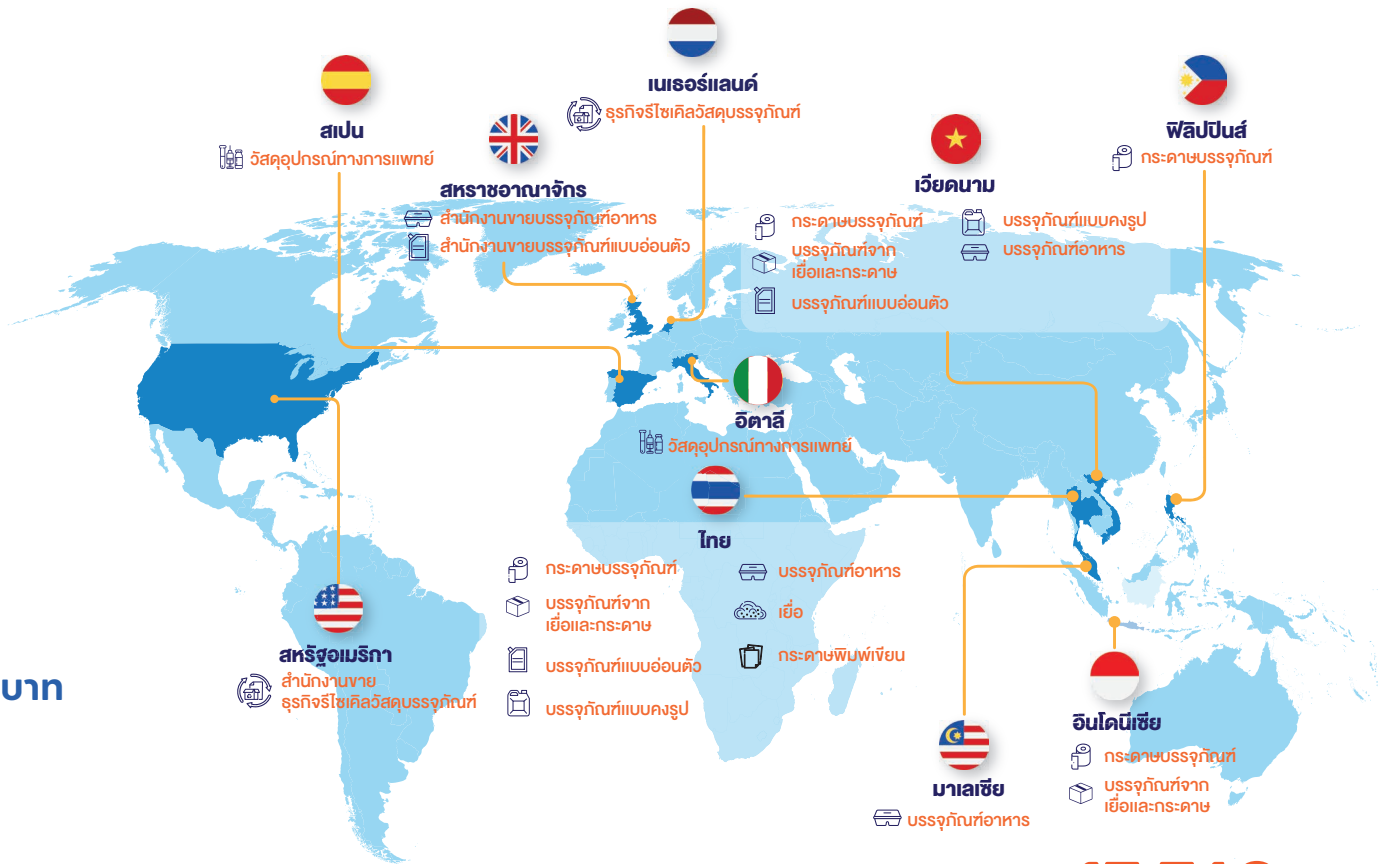 เนเธอร์แลนด์
ธุรกิจรีไซเคิลวัสดุบรรจุภัณฑ์
สเปน
วัสดุอุปกรณ์ทางการแพทย์
สหราชอาณาจักร
สำนักงานขายบรรจุภัณฑ์อาหาร
สำนักงานขายบรรจุภัณฑ์แบบอ่อนตัว
เวียดนาม
กระดาษบรรจุภัณฑ์
บรรจุภัณฑ์จาก
เยื่อและกระดาษ
บรรจุภัณฑ์แบบอ่อนตัว
บรรจุภัณฑ์แบบคงรูป
บรรจุภัณฑ์อาหาร
ฟิลิปปินส์
กระดาษบรรจุภัณฑ์
อิตาลี
วัสดุอุปกรณ์ทางการแพทย์
ไทย
กระดาษบรรจุภัณฑ์
บรรจุภัณฑ์จาก
เยื่อและกระดาษ
บรรจุภัณฑ์แบบอ่อนตัว
บรรจุภัณฑ์แบบคงรูป
บรรจุภัณฑ์อาหาร
เยื่อ
กระดาษพิมพ์เขียน
สหรัฐอเมริกา
สำนักงานขาย
ธุรกิจรีไซเคิลวัสดุบรรจุภัณฑ์
บาท
มาเลเซีย
บรรจุภัณฑ์อาหาร
อินโดนีเซีย
กระดาษบรรจุภัณฑ์
บรรจุภัณฑ์จาก
เยื่อและกระดาษ